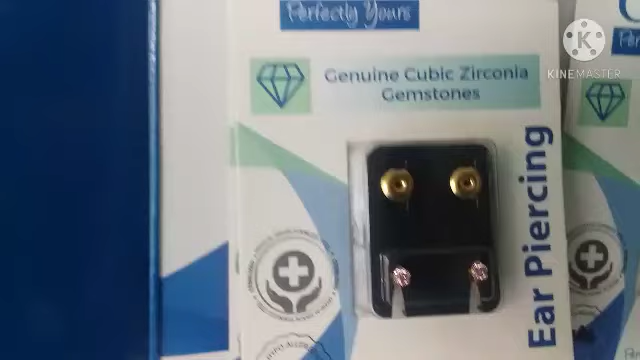 Perfectly Yours
Genuine Cubic Zirconia
Gemstones
Ear Piercing
KINEMASTER